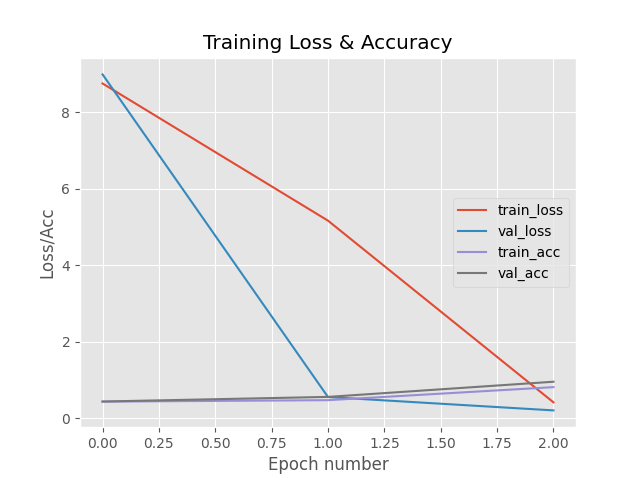 Training Loss & Accuracy
Loss/Acc
8
6
4
2
0
train_loss
val_loss
train_acc
val_acc
0.00 0.25 0.50 0.75 1.00 1.25 1.50 1.75 2.00
Epoch number